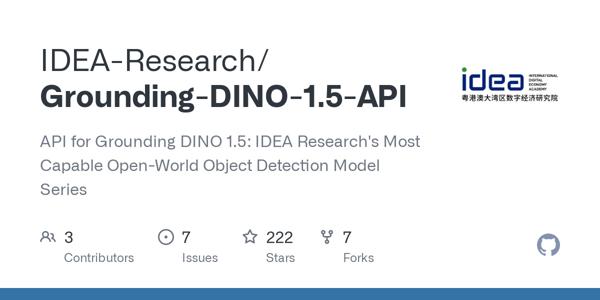 IDEA-Research/
Grounding-DINO-1.5-API
idea INTERNATIONAL
DIGITAL
ECONOMY
ACADEMY
粤港澳大湾区数字经济研究院
API for Grounding DINO 1.5: IDEA Research's Most
Capable Open-World Object Detection Model
Series
3
Contributors
7
Issues
222
Stars
7
Forks